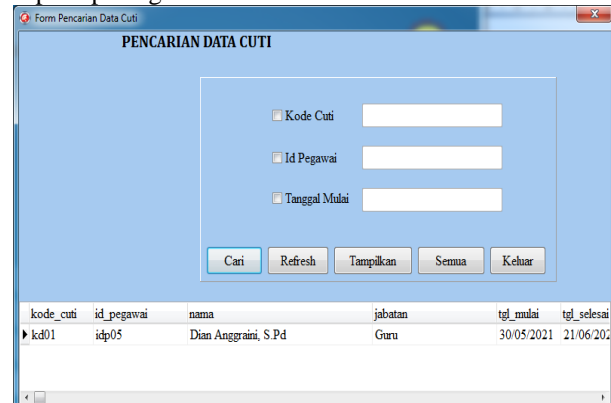 Form Pencarian Data Cuti
PENCARIAN DATA CUTI
Kode Cuti
Id Pegawai
Tanggal Mulai
Cari Refresh Tampilkan Semua Keluar
kode_cuti id_pegawai nama jabatan tgl_mulai tgl_selesai
kd01 idp05 Dian Anggraini, S.Pd Guru 30/05/2021 21/06/202